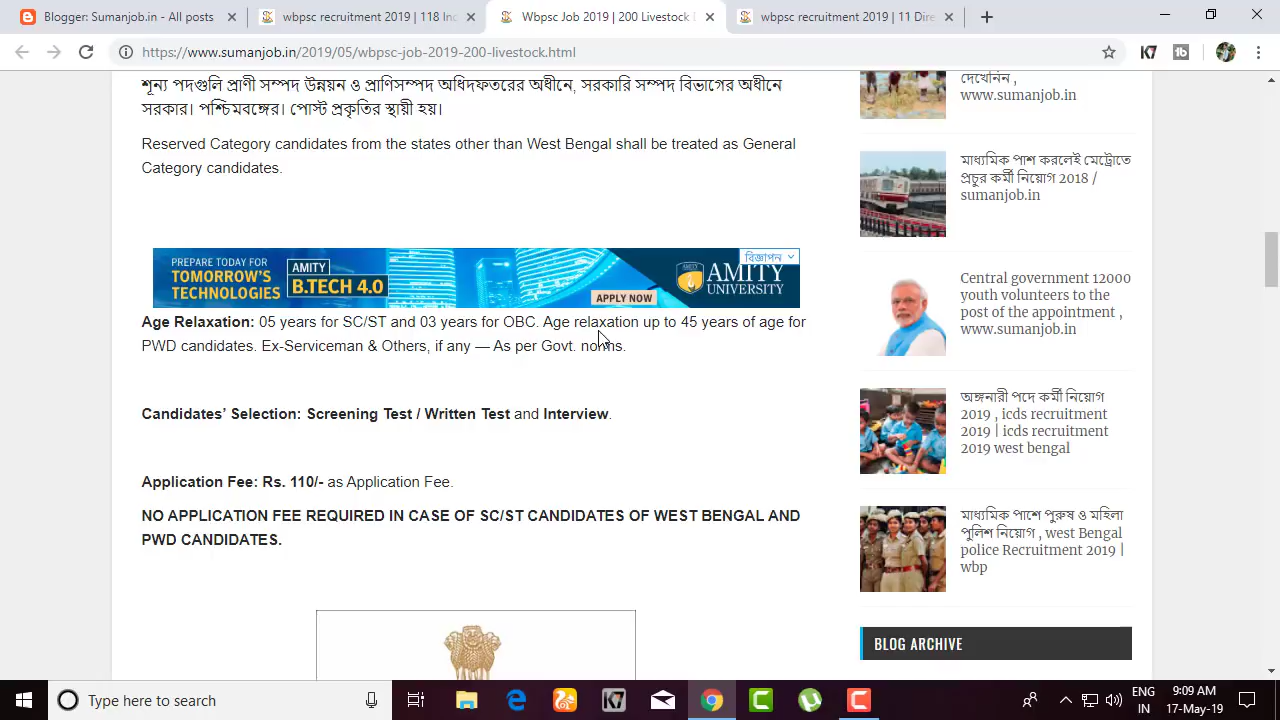 Blogger: Sumanjob.in - All posts
wbpsc recruitment 2019 | 118 Ind
Wbpsc Job 2019 | 200 Livestock D
wbpsc recruitment 2019 | 11 Dire
https://www.sumanjob.in/2019/05/wbpsc-job-2019-200-livestock.html
শূন্য পদগুলি প্রাণী সম্পদ উন্নয়ন ও প্রাণিসম্পদ অধিদফতরের অধীনে, সরকারি সম্পদ বিভাগের অধীনে
সরকার। পশ্চিমবঙ্গের। পোস্ট প্রকৃতির স্থায়ী হয়।
Reserved Category candidates from the states other than West Bengal shall be treated as General
Category candidates.
PREPARE TODAY FOR
TOMORROW'S
TECHNOLOGIES
AMITY
B.TECH 4.0
APPLY NOW
AMITY
UNIVERSITY
বিজ্ঞাপন
Age Relaxation: 05 years for SC/ST and 03 years for OBC. Age relaxation up to 45 years of age for
PWD candidates. Ex-Serviceman & Others, if any — As per Govt. norms.
Candidates' Selection: Screening Test / Written Test and Interview.
Application Fee: Rs. 110/- as Application Fee.
NO APPLICATION FEE REQUIRED IN CASE OF SC/ST CANDIDATES OF WEST BENGAL AND
PWD CANDIDATES.
দেখেনিন ,
www.sumanjob.in
মাধ্যমিক পাশ করলেই মেট্রোতে
প্রচুর কর্মী নিয়োগ 2018 /
sumanjob.in
Central government 12000
youth volunteers to the
post of the appointment ,
www.sumanjob.in
অঙ্গনারী পদে কর্মী নিয়োগ
2019 , icds recruitment
2019 | icds recruitment
2019 west bengal
মাধ্যমিক পাশে পুরুষ ও মহিলা
পুলিশ নিয়োগ , west Bengal
police Recruitment 2019 |
wbp
BLOG ARCHIVE
Type here to search
ENG
IN
9:09 AM
17-May-19